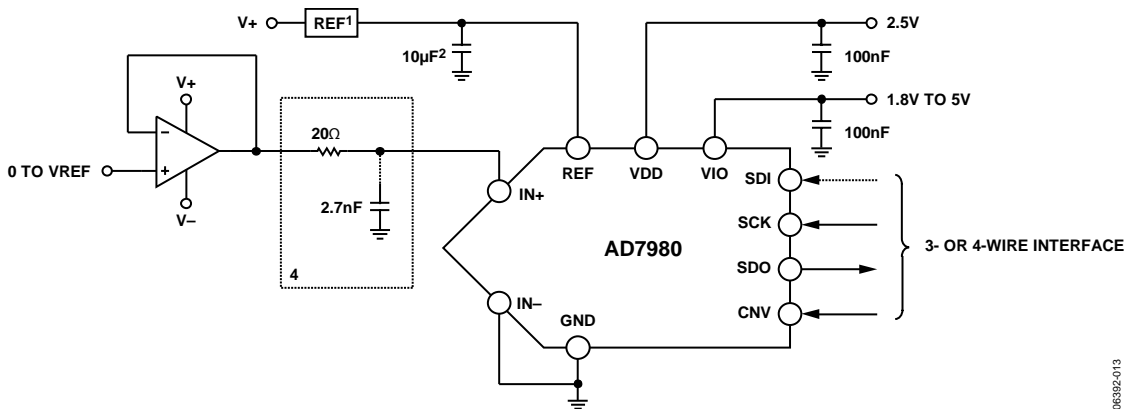 V+
REF1
10µF2
2.5V
100nF
1.8V TO 5V
100nF
V+
−
+
0 TO VREF
V–
20Ω
2.7nF
4
REF
VDD
VIO
IN+
SDI
SCK
AD7980
SDO
3- OR 4-WIRE INTERFACE
IN–
GND
CNV
06392-013